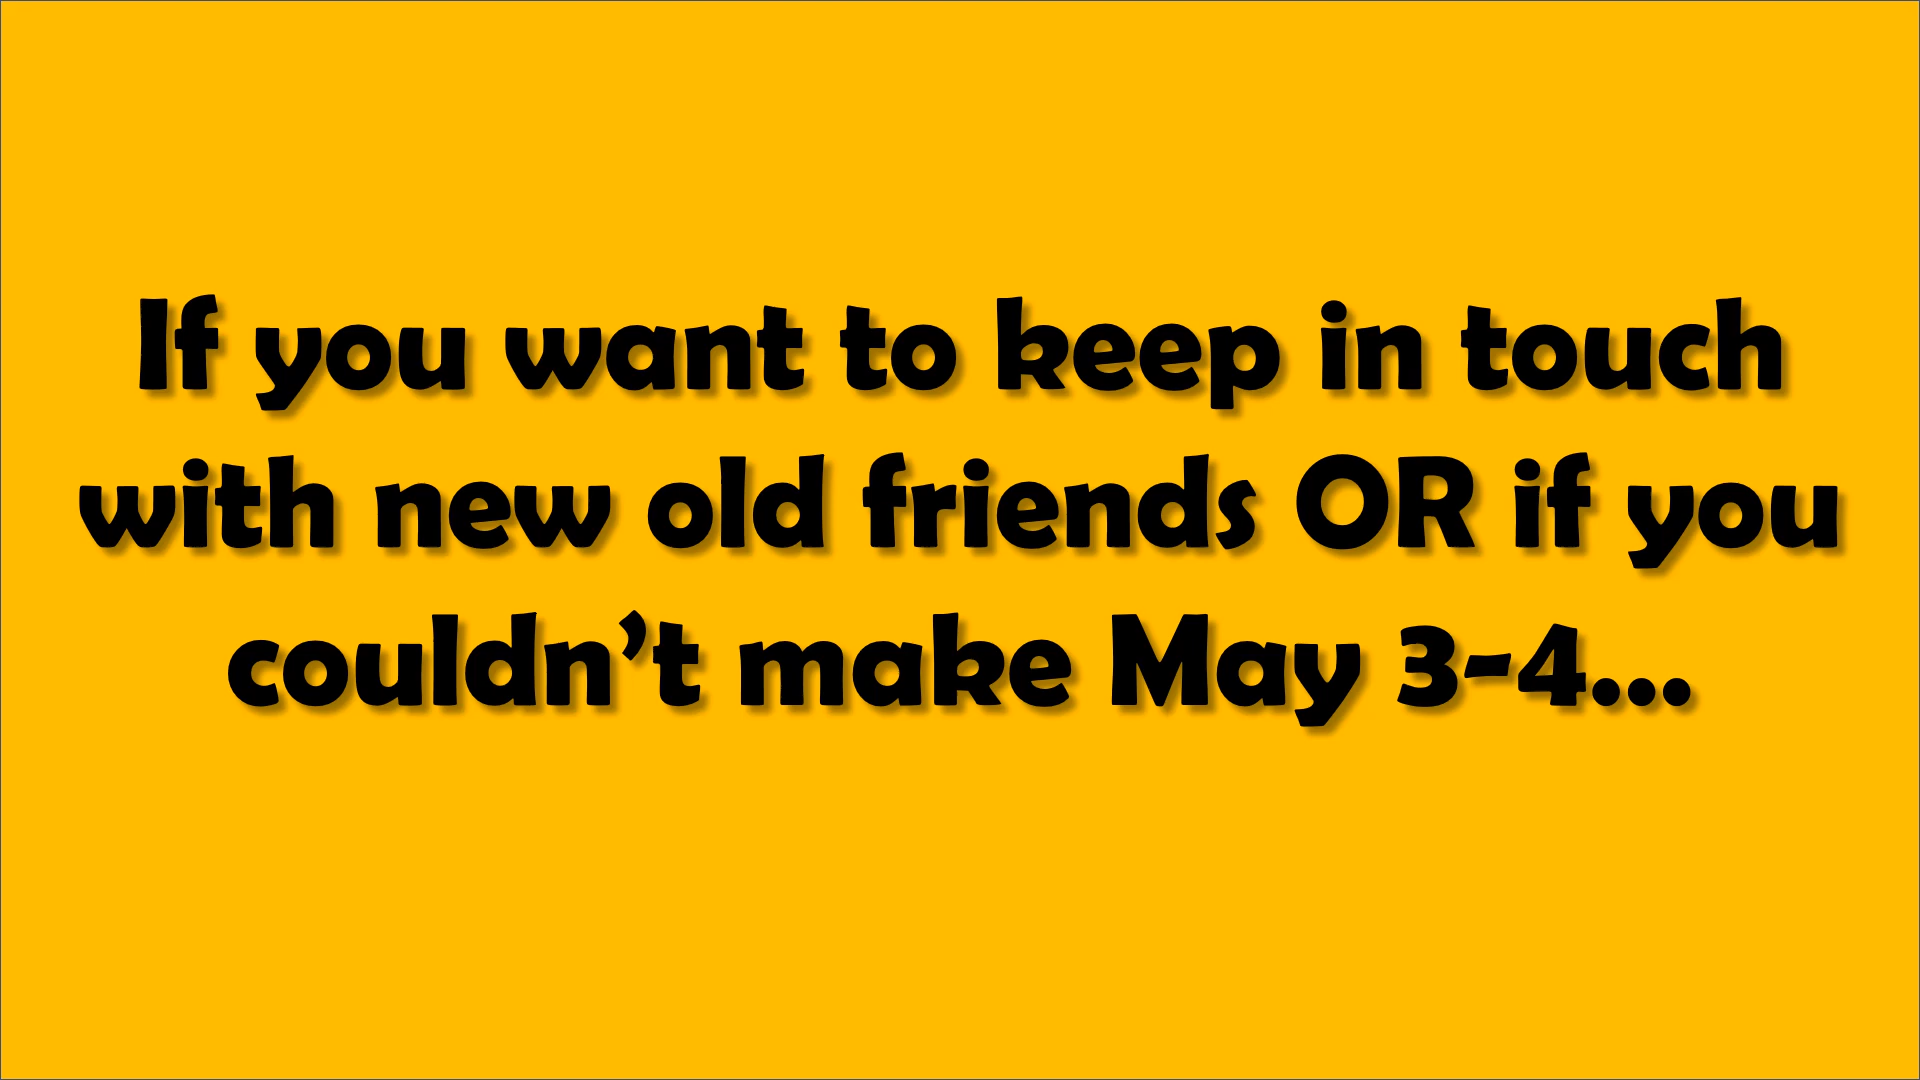 If you want to keep in touch
with new old friends OR if you
couldn’t make May 3-4...